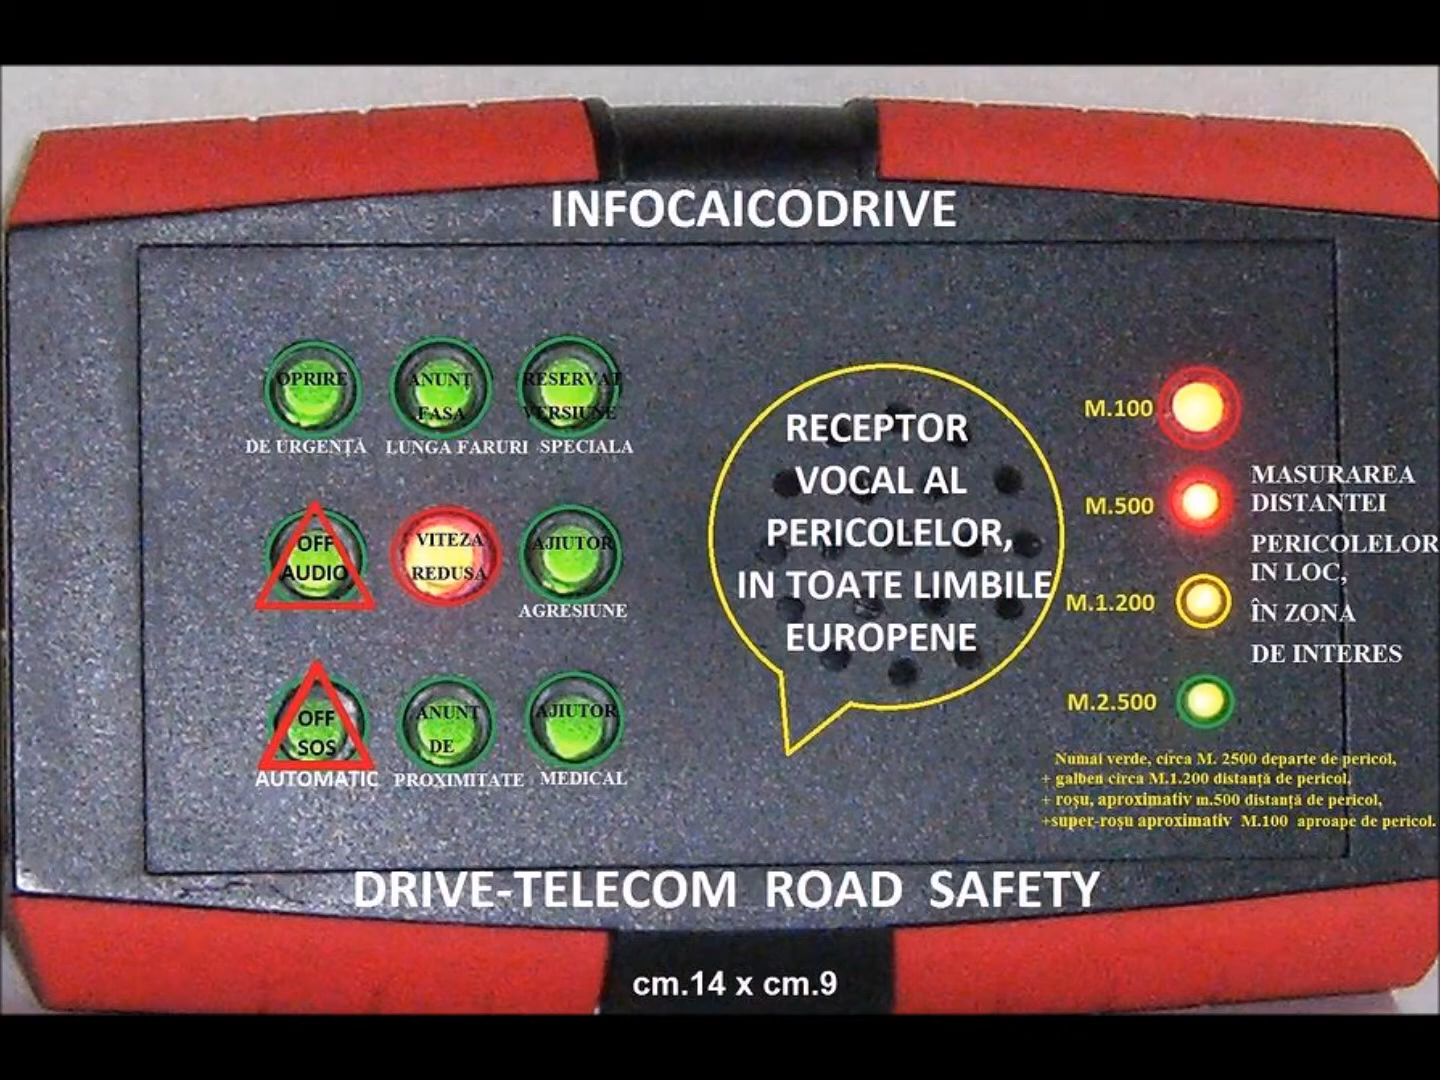 INFOCAICODRIVE
OPRIRE
DE URGENȚĂ
ANUNT
FASA
LUNGA FARURI
RESERVAT
VERSIUNE
SPECIALA
OFF
AUDIO
VITEZA
REDUSA
AJIUTOR
AGRESIUNE
OFF
SOS
AUTOMATIC
ANUNT
DE
PROXIMITATE
AJIUTOR
MEDICAL
RECEPTOR
VOCAL AL
PERICOLELOR,
IN TOATE LIMBILE
EUROPENE
M.100
M.500
M.1.200
M.2.500
MASURAREA
DISTANTEI
PERICOLELOR
IN LOC,
ÎN ZONA
DE INTERES
Numai verde, circa M. 2500 departe de pericol,
+ galben circa M.1.200 distanță de pericol,
+ roșu, aproximativ m.500 distanță de pericol,
+super-roșu aproximativ M.100 aproape de pericol.
DRIVE-TELECOM ROAD SAFETY
cm.14 x cm.9